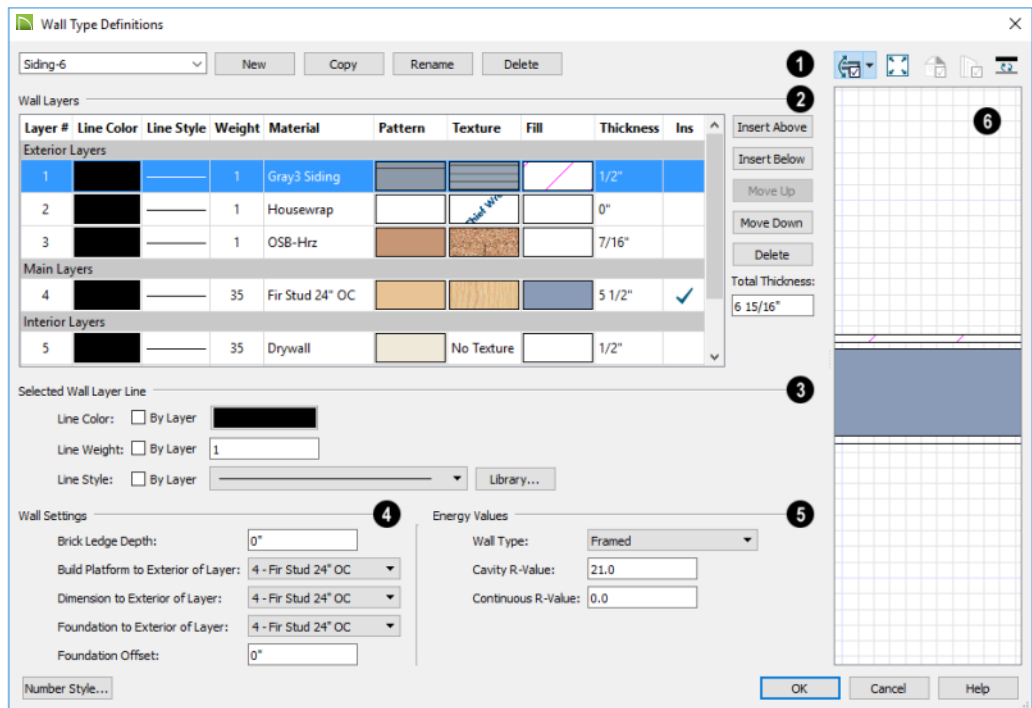 Wall Type Definitions
Siding-6 New Copy Rename Delete 1
Wall Layers 2
Layer # Line Color Line Style Weight Material Pattern Texture Fill Thickness Ins Insert Above 6
Exterior Layers
1 1 Gray3 Siding 1/2" Insert Below
2 1 Housewrap 0" Move Up
3 1 OSB-Hrz 7/16" Move Down
Main Layers Delete
4 35 Fir Stud 24" OC 5 1/2" Total Thickness:
6 15/16"
Interior Layers
5 35 Drywall No Texture 1/2"
Selected Wall Layer Line 3
Line Color: By Layer
Line Weight: By Layer 1
Line Style: By Layer Library...
Wall Settings 4 Energy Values 5
Brick Ledge Depth: 0" Wall Type: Framed
Build Platform to Exterior of Layer: 4 - Fir Stud 24" OC Cavity R-Value: 21.0
Dimension to Exterior of Layer: 4 - Fir Stud 24" OC Continuous R-Value: 0.0
Foundation to Exterior of Layer: 4 - Fir Stud 24" OC
Foundation Offset: 0"
Number Style... OK Cancel Help